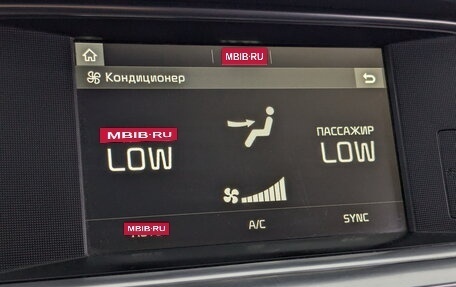 MBIB·RU
Кондиционер
MBIB·RU
LOW
ПАССАЖИР
LOW
MBIB·RU
A/C
SYNC